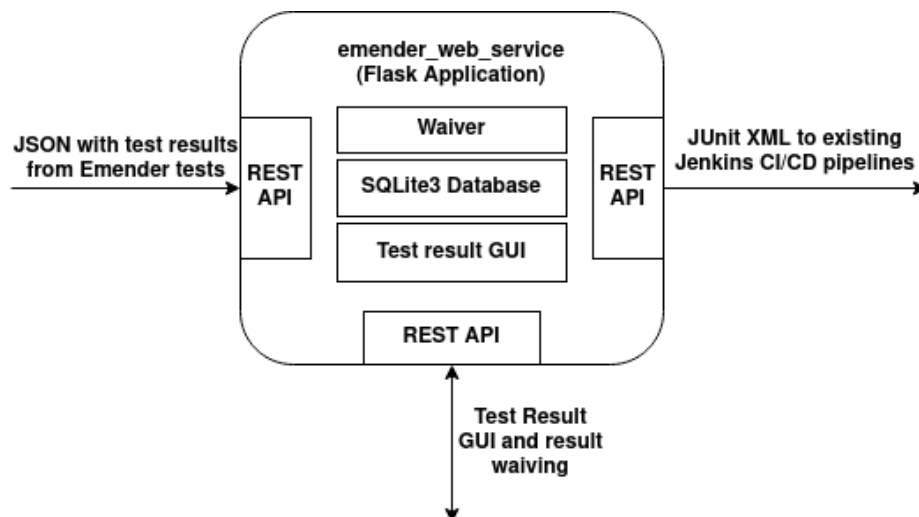 emender_web_service
(Flask Application)
JSON with test results
from Emender tests
REST
API
Waiver
SQLite3 Database
Test result GUI
REST
API
JUnit XML to existing
Jenkins CI/CD pipelines
REST API
Test Result
GUI and result
waiving